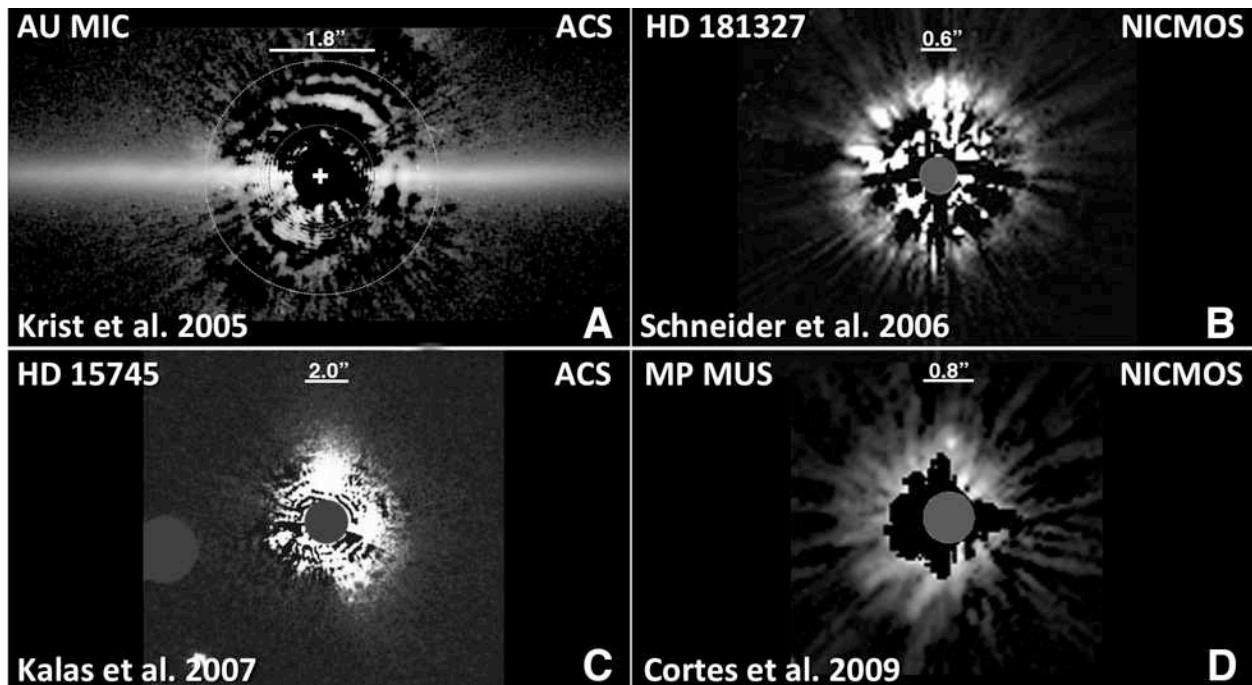 AU MIC
ACS
1.8”
Krist et al. 2005
A
HD 181327
NICMOS
0.6”
Schneider et al. 2006
B
HD 15745
ACS
2.0”
Kalas et al. 2007
C
MP MUS
NICMOS
0.8”
Cortes et al. 2009
D